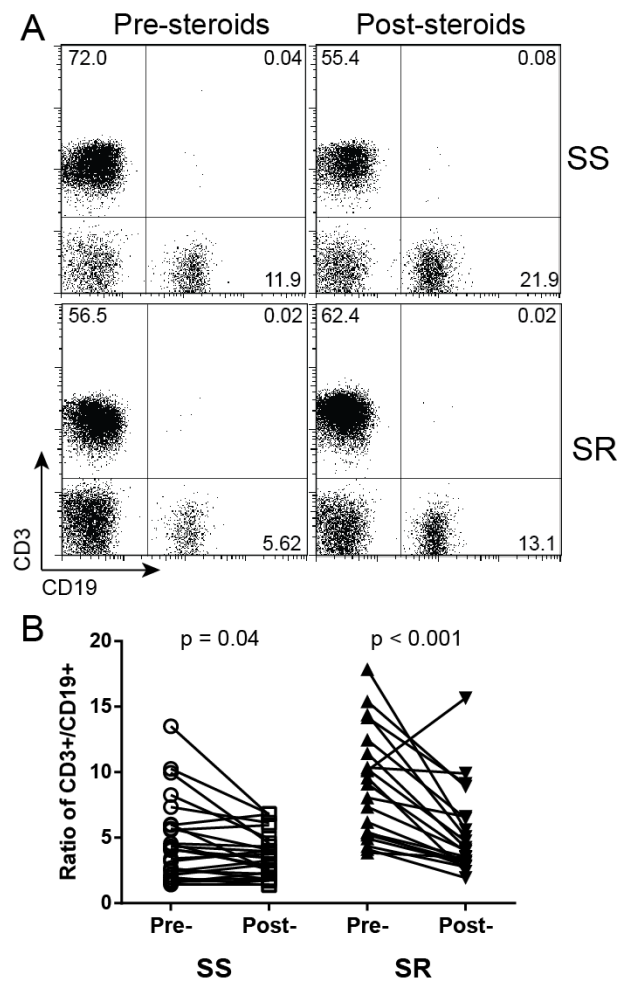 A
Pre-steroids Post-steroids
72.0 0.04 55.4 0.08
SS
11.9 21.9
56.5 0.02 62.4 0.02
SR
5.62 13.1
CD3
CD19
B
p = 0.04 p < 0.001
Ratio of CD3+/CD19+
20
15
10
5
0
Pre- Post- Pre- Post-
SS SR